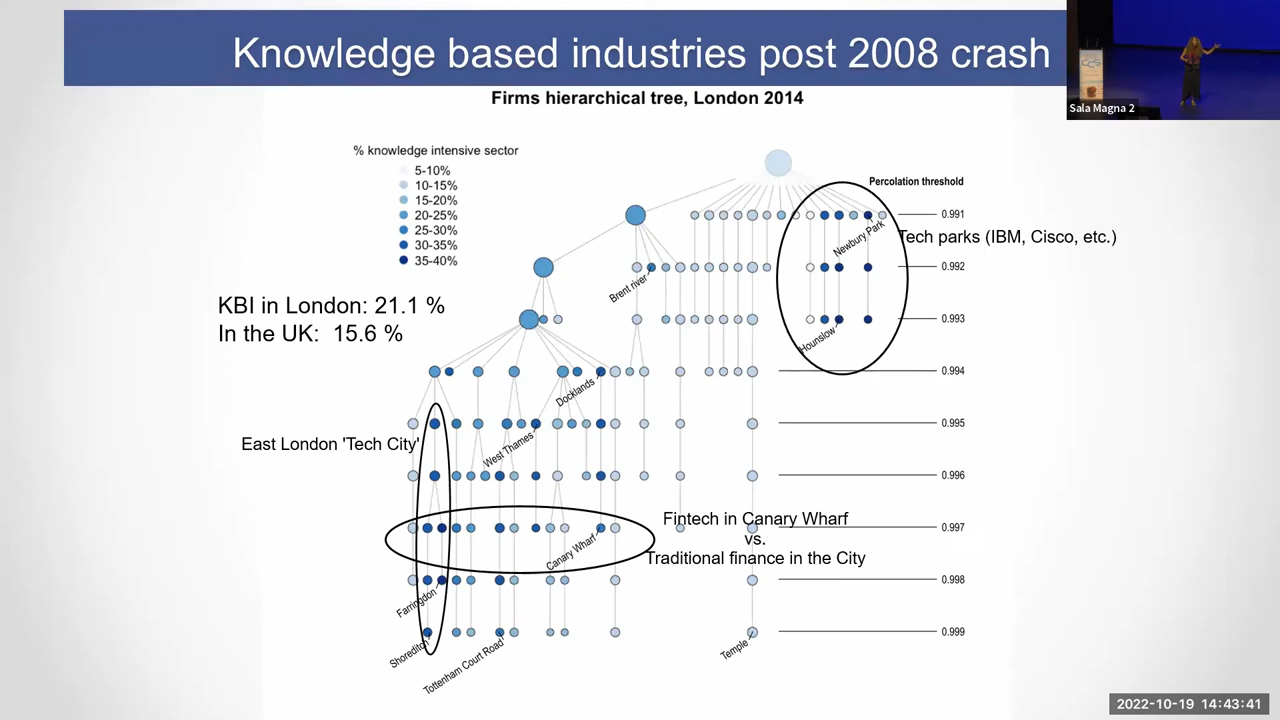 Knowledge based industries post 2008 crash
Sala Magna 2
Firms hierarchical tree, London 2014
% knowledge intensive sector
5-10%
10-15%
15-20%
20-25%
25-30%
30-35%
35-40%
KBI in London: 21.1 %
In the UK: 15.6 %
Percolation threshold
0.991
Newbury Park
Tech parks (IBM, Cisco, etc.)
0.992
Brent river
0.993
Hounslow
0.994
Docklands
0.995
East London 'Tech City'
West Thames
0.996
Fintech in Canary Wharf
vs.
Traditional finance in the City
0.997
Canary Wharf
0.998
Farringdon
0.999
Shoreditch
Tottenham Court Road
Temple
2022-10-19 14:43:41